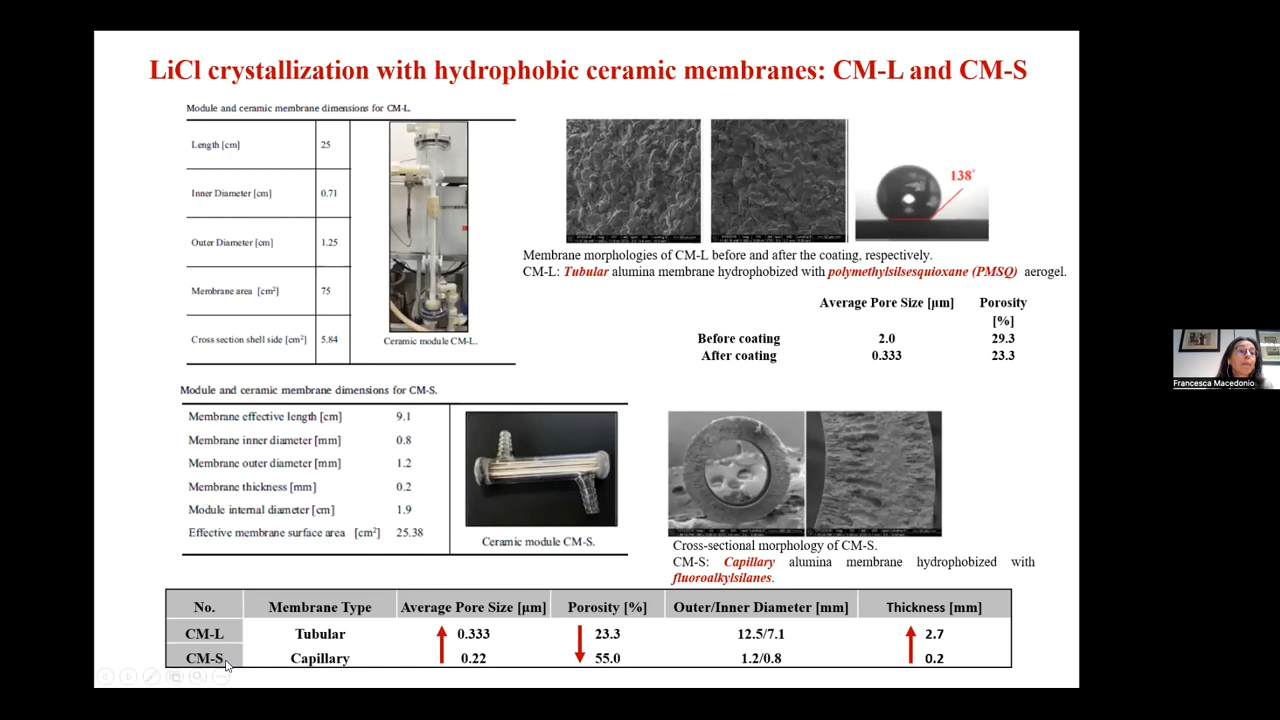 LiCl crystallization with hydrophobic ceramic membranes: CM-L and CM-S
Module and ceramic membrane dimensions for CM-L.
Length [cm] 25
Inner Diameter [cm] 0.71
Outer Diameter [cm] 1.25
Membrane area [cm²] 75
Cross section shell side [cm²] 5.84
Ceramic module CM-L.
138°
Membrane morphologies of CM-L before and after the coating, respectively.
CM-L: Tubular alumina membrane hydrophobized with polymethylsilsesquioxane (PMSQ) aerogel.
Average Pore Size [µm] Porosity
[%]
Before coating 2.0 29.3
After coating 0.333 23.3
Module and ceramic membrane dimensions for CM-S.
Membrane effective length [cm] 9.1
Membrane inner diameter [mm] 0.8
Membrane outer diameter [mm] 1.2
Membrane thickness [mm] 0.2
Module internal diameter [cm] 1.9
Effective membrane surface area [cm²] 25.38
Ceramic module CM-S.
Cross-sectional morphology of CM-S.
CM-S: Capillary alumina membrane hydrophobized with
fluoroalkylsilanes.
No. Membrane Type Average Pore Size [µm] Porosity [%] Outer/Inner Diameter [mm] Thickness [mm]
CM-L Tubular 0.333 23.3 12.5/7.1 2.7
CM-S Capillary 0.22 55.0 1.2/0.8 0.2
Francesca Macedonio